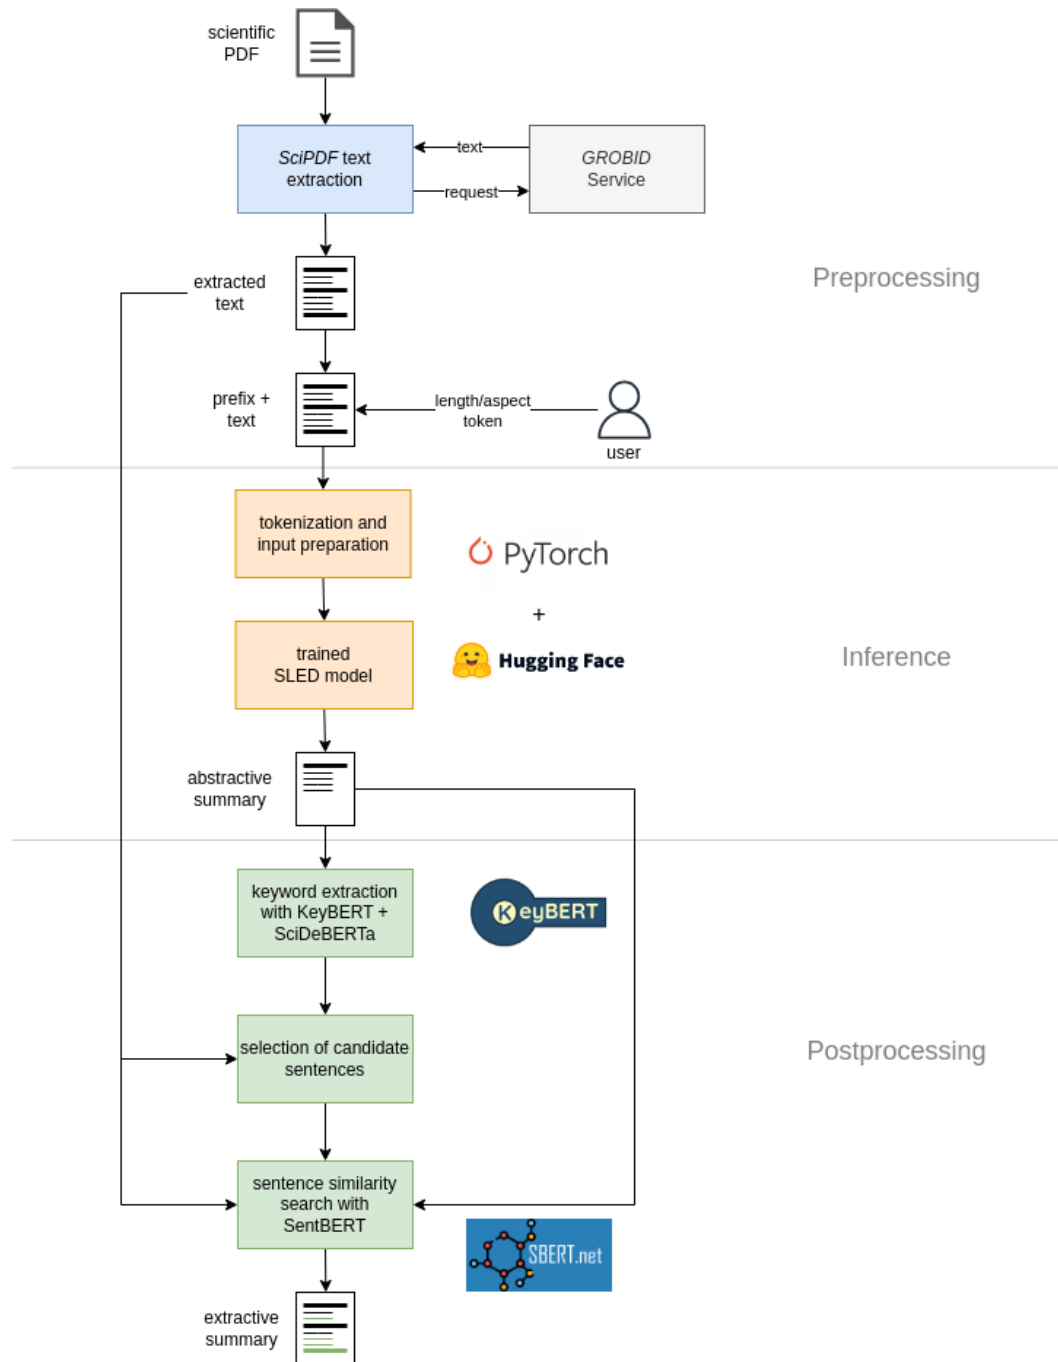 scientific
PDF
SciPDF text
extraction
text
request
GROBID
Service
Preprocessing
extracted
text
prefix +
text
length/aspect
token
user
tokenization and
input preparation
PyTorch
+
Hugging Face
trained
SLED model
Inference
abstractive
summary
keyword extraction
with KeyBERT +
SciDeBERTa
KeyBERT
selection of candidate
sentences
Postprocessing
sentence similarity
search with
SentBERT
SBERT.net
extractive
summary